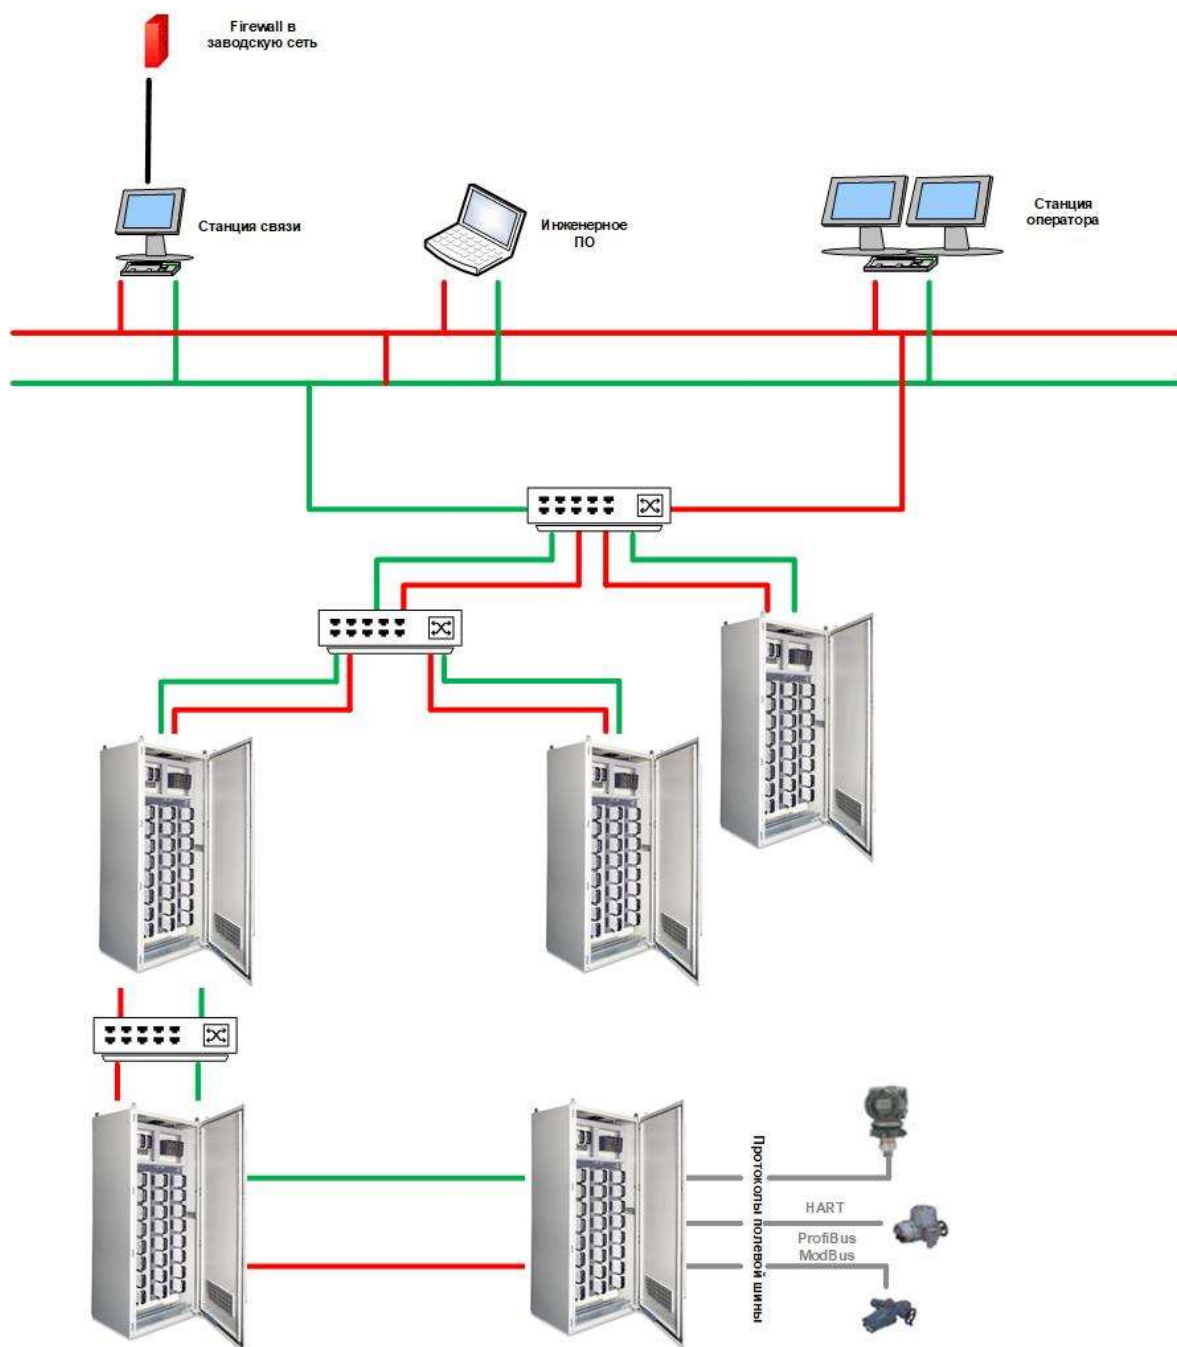 Firewall в
заводскую сеть
Станция связи
Инженерное
ПО
Станция
оператора
Протоколы полевой шины
HART
ProfiBus
ModBus